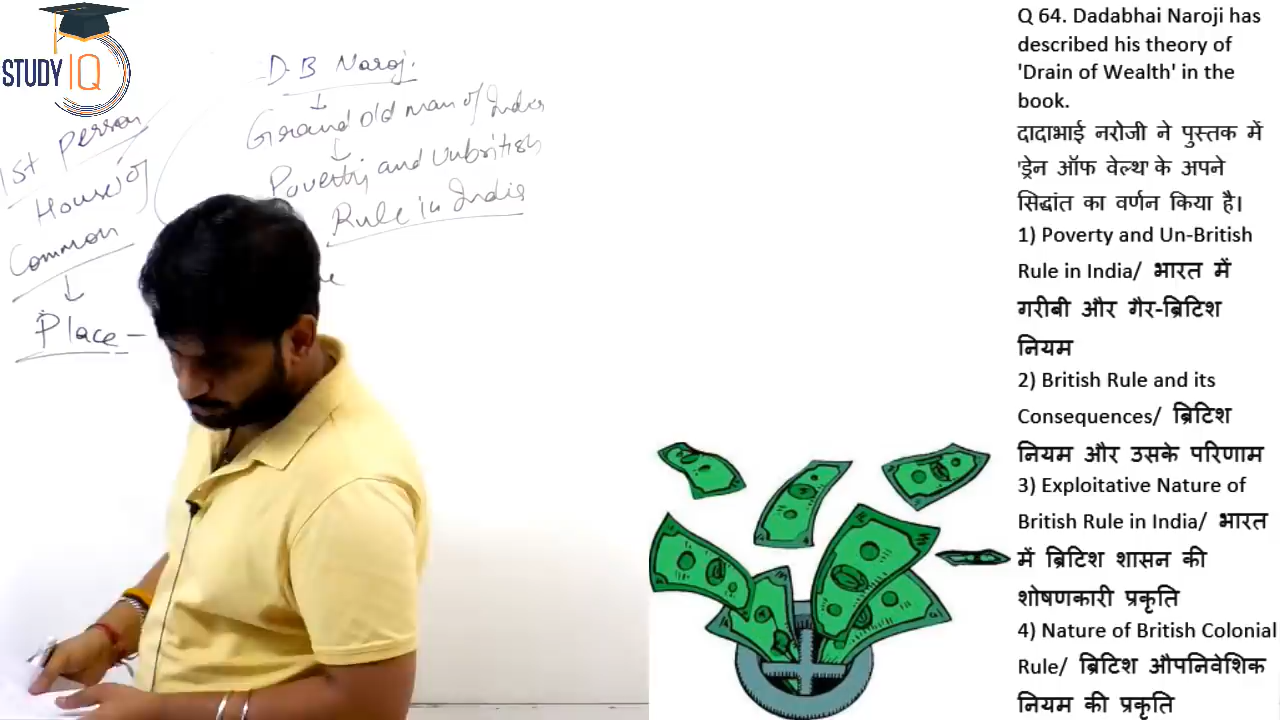 STUDY IQ
D.B Naroj.
Grand old man of India
Poverty and Unbritish
Rule in India
1st person
House of
Common
Place –
Q 64. Dadabhai Naroji has
described his theory of
'Drain of Wealth' in the
book.
दादाभाई नरोजी ने पुस्तक में
'ड्रेन ऑफ वेल्थ' के अपने
सिद्धांत का वर्णन किया है।
1) Poverty and Un-British
Rule in India/ भारत में
गरीबी और गैर-ब्रिटिश
नियम
2) British Rule and its
Consequences/ ब्रिटिश
नियम और उसके परिणाम
3) Exploitative Nature of
British Rule in India/ भारत
में ब्रिटिश शासन की
शोषणकारी प्रकृति
4) Nature of British Colonial
Rule/ ब्रिटिश औपनिवेशिक
नियम की प्रकृति